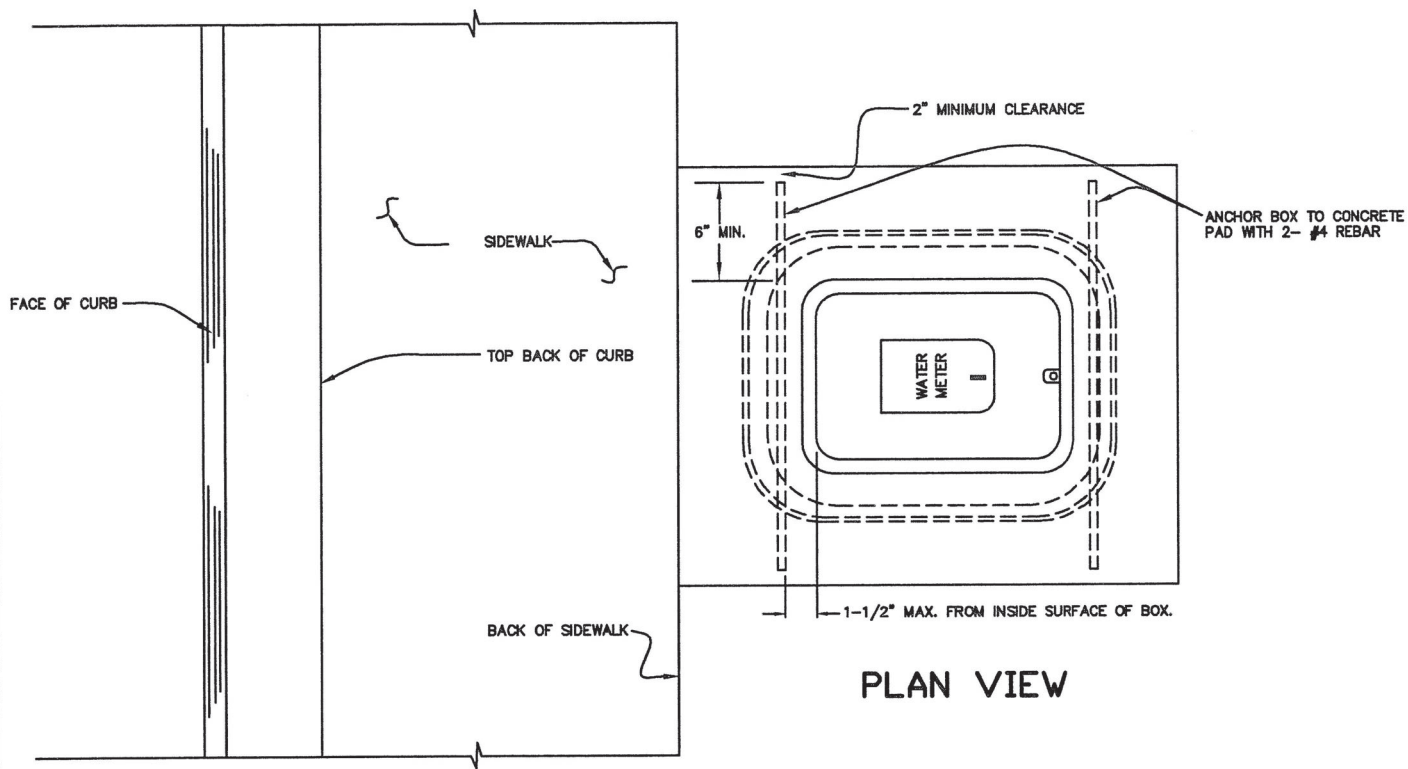 2" MINIMUM CLEARANCE
6" MIN.
ANCHOR BOX TO CONCRETE
PAD WITH 2- #4 REBAR
SIDEWALK
FACE OF CURB
TOP BACK OF CURB
WATER
METER
1-1/2" MAX. FROM INSIDE SURFACE OF BOX.
BACK OF SIDEWALK
PLAN VIEW